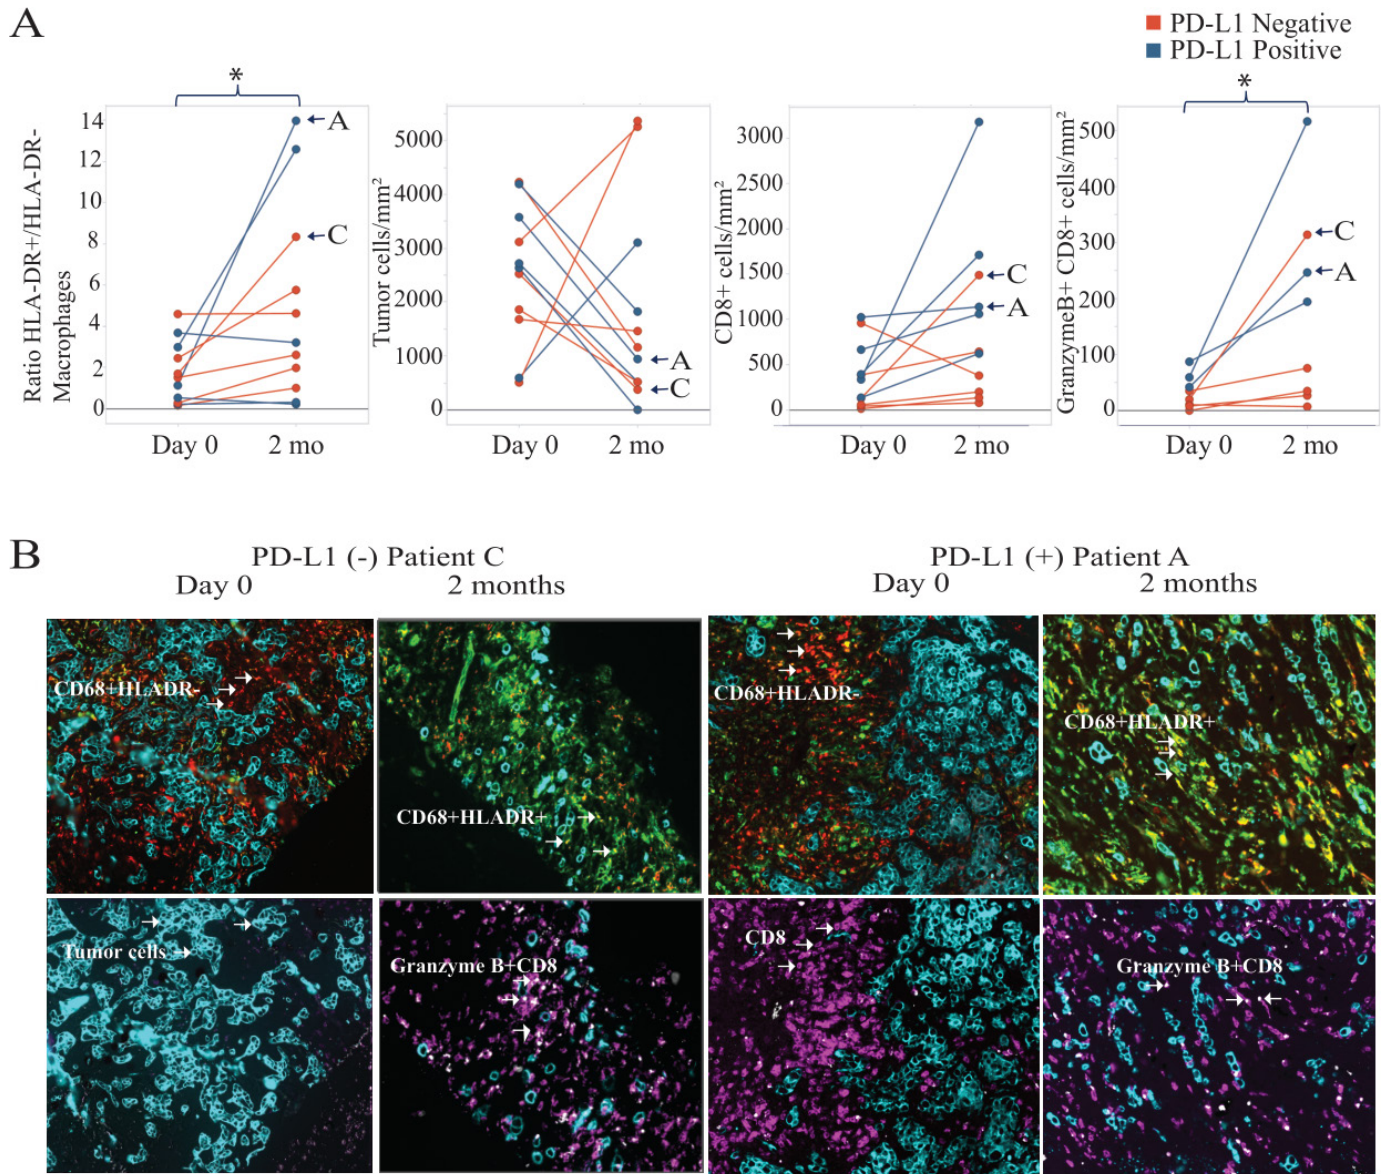 A
PD-L1 Negative
PD-L1 Positive
*
*
Ratio HLA-DR+/HLA-DR-
Macrophages
14
12
10
8
6
4
2
0
A
C
Day 0
2 mo
Tumor cells/mm²
5000
4000
3000
2000
1000
0
A
C
Day 0
2 mo
CD8+ cells/mm²
3000
2000
1500
1000
500
0
C
A
Day 0
2 mo
GranzymeB+ CD8+ cells/mm²
500
400
300
200
100
0
C
A
Day 0
2 mo
B
PD-L1 (-) Patient C
PD-L1 (+) Patient A
Day 0
2 months
Day 0
2 months
CD68+HLADR-
CD68+HLADR+
CD68+HLADR-
CD68+HLADR+
Tumor cells
Granzyme B+CD8
CD8
Granzyme B+CD8